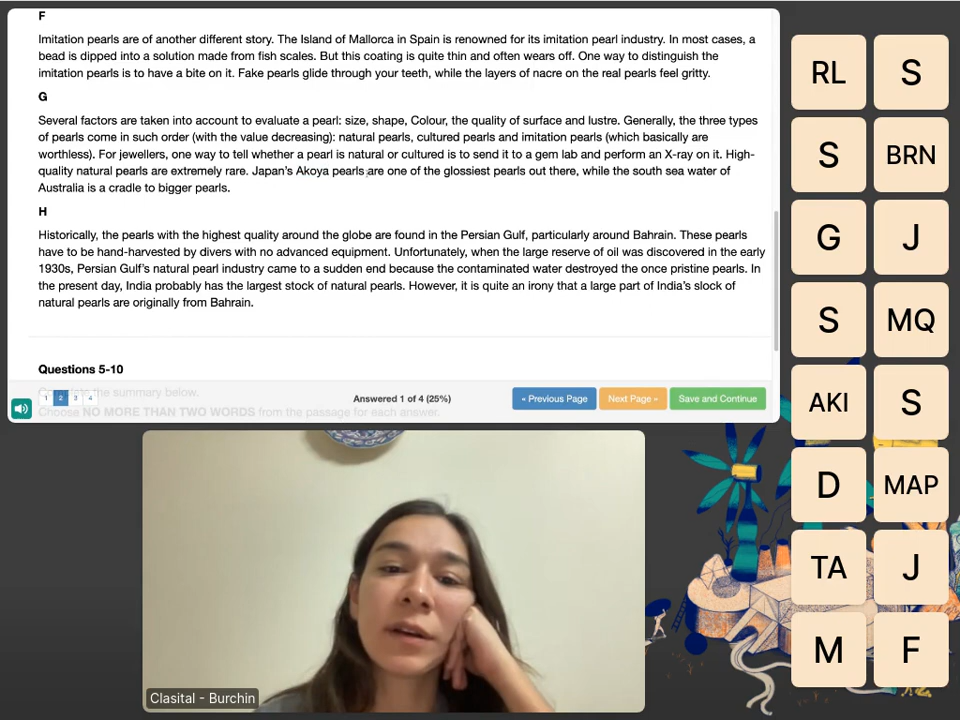 F
Imitation pearls are of another different story. The Island of Mallorca in Spain is renowned for its imitation pearl industry. In most cases, a
bead is dipped into a solution made from fish scales. But this coating is quite thin and often wears off. One way to distinguish the
imitation pearls is to have a bite on it. Fake pearls glide through your teeth, while the layers of nacre on the real pearls feel gritty.
G
Several factors are taken into account to evaluate a pearl: size, shape, Colour, the quality of surface and lustre. Generally, the three types
of pearls come in such order (with the value decreasing): natural pearls, cultured pearls and imitation pearls (which basically are
worthless). For jewellers, one way to tell whether a pearl is natural or cultured is to send it to a gem lab and perform an X-ray on it. High-
quality natural pearls are extremely rare. Japan's Akoya pearls are one of the glossiest pearls out there, while the south sea water of
Australia is a cradle to bigger pearls.
H
Historically, the pearls with the highest quality around the globe are found in the Persian Gulf, particularly around Bahrain. These pearls
have to be hand-harvested by divers with no advanced equipment. Unfortunately, when the large reserve of oil was discovered in the early
1930s, Persian Gulf's natural pearl industry came to a sudden end because the contaminated water destroyed the once pristine pearls. In
the present day, India probably has the largest stock of natural pearls. However, it is quite an irony that a large part of India's slock of
natural pearls are originally from Bahrain.
Questions 5-10
the summary below.
1 2 3 4
Answered 1 of 4 (25%)
« Previous Page
Next Page »
Save and Continue
Choose NO MORE THAN TWO WORDS from the passage for each answer.
Clasital - Burchin
RL S
S BRN
G J
S MQ
AKI S
D MAP
TA J
M F